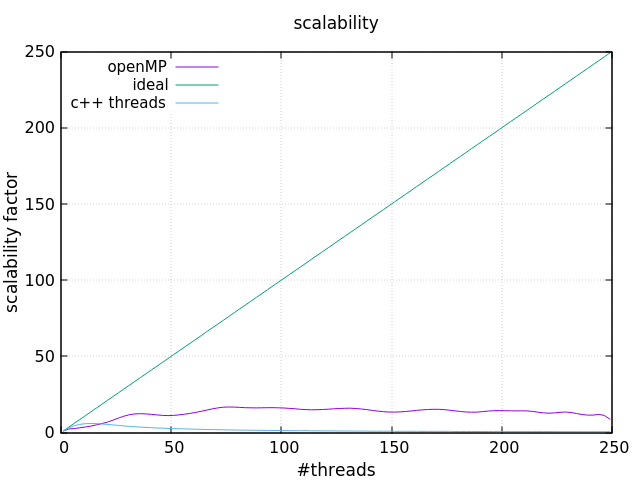 scalability
openMP
ideal
c++ threads
scalability factor
250
200
150
100
50
0
0 50 100 150 200 250
#threads